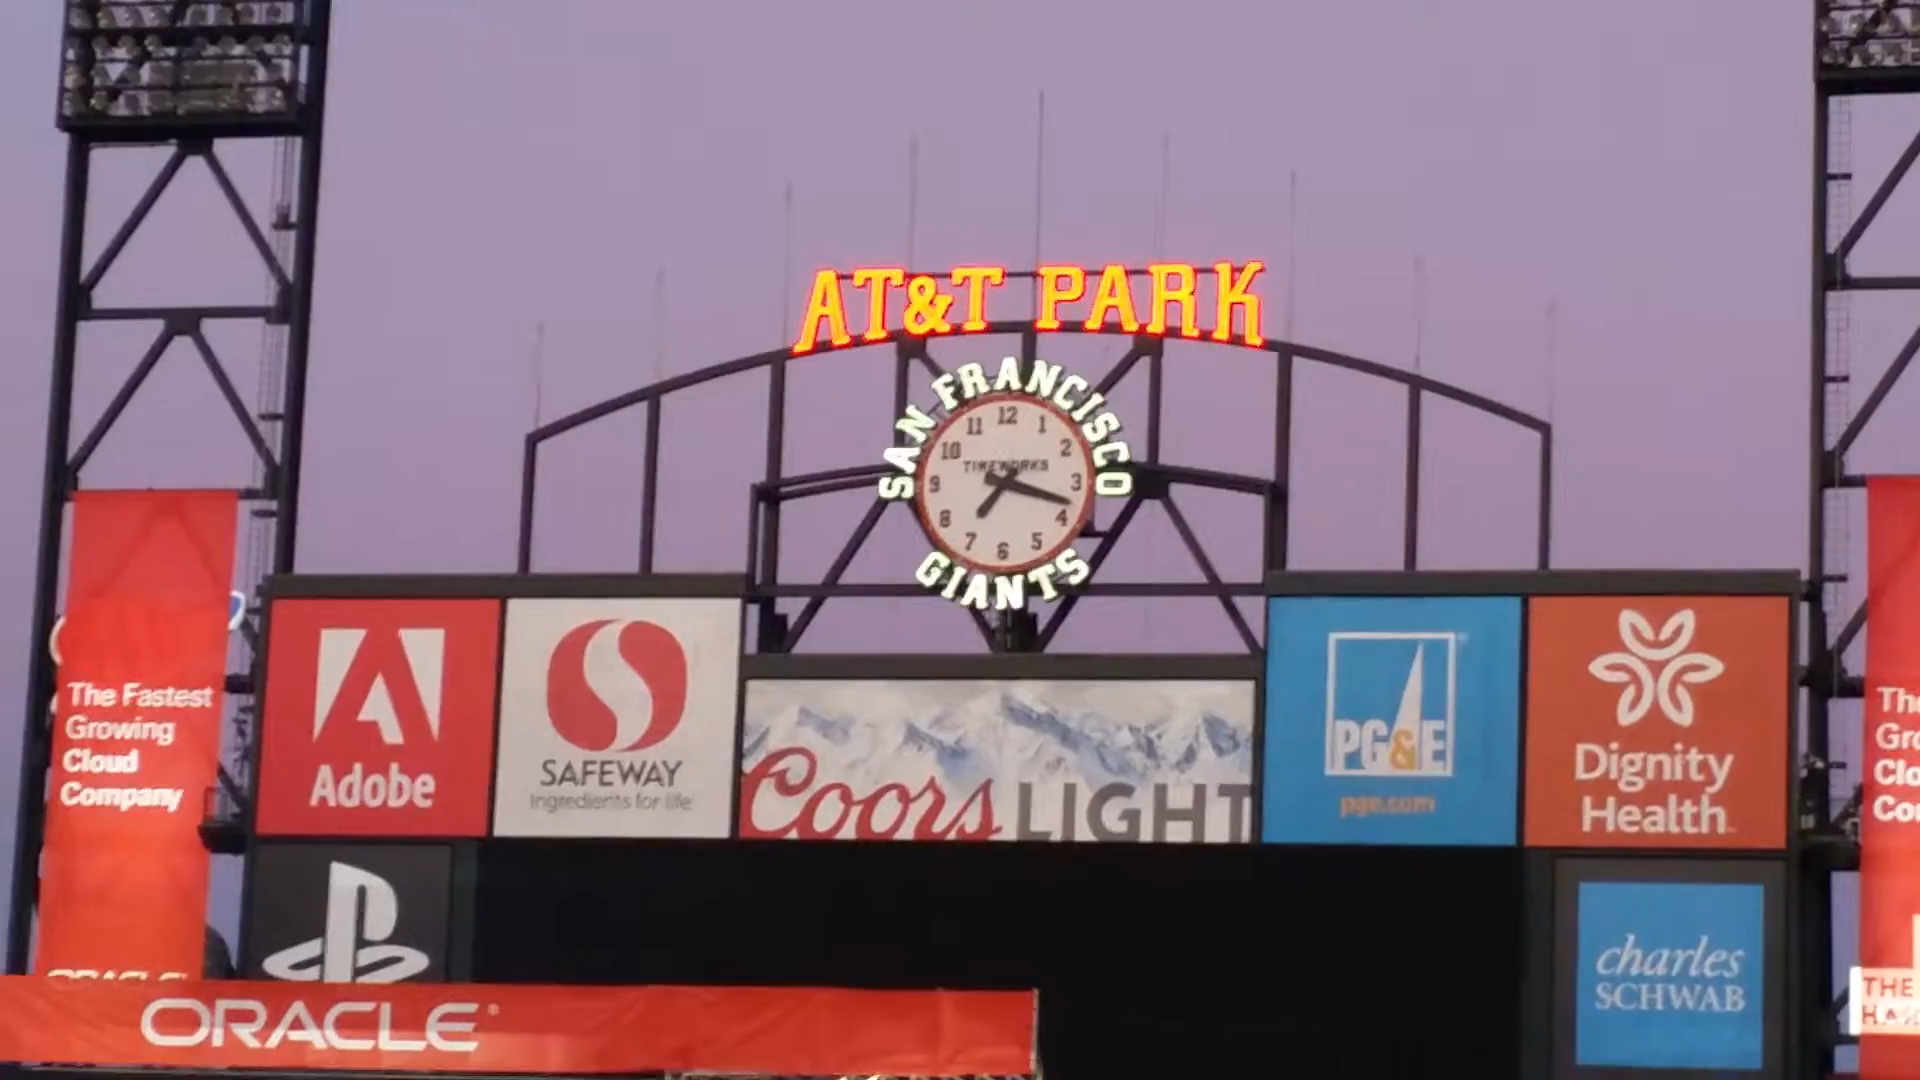 AT&T PARK
SAN FRANCISCO
12
11
1
10
2
TIMEWORKS
9
3
8
4
7
5
6
GIANTS
The Fastest
Growing
Cloud
Company
ORACLE
Adobe
SAFEWAY
Ingredients for life
Coors LIGHT
PG&E
pge.com
Dignity
Health
charles
SCHWAB
ORACLE®
THE